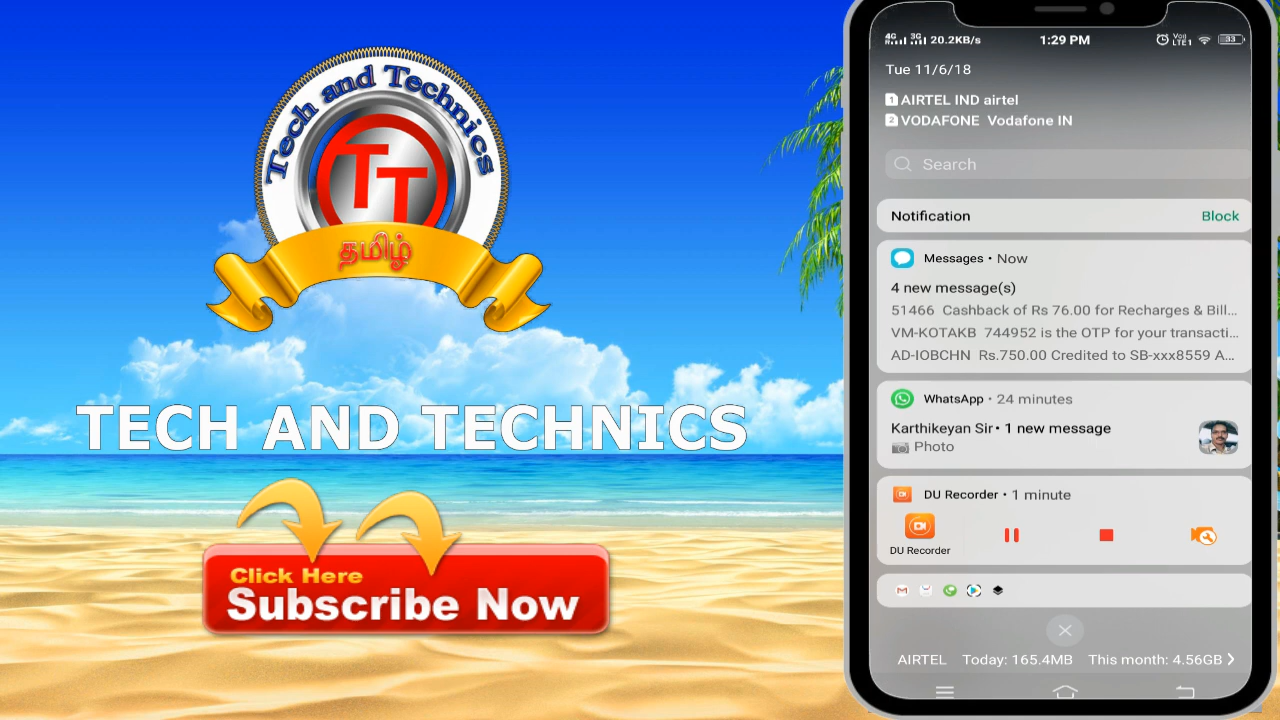 Tech and Technics
TT
தமிழ்
TECH AND TECHNICS
Click Here
Subscribe Now
4G 3G 20.2KB/s 1:29 PM VoLTE1 33
Tue 11/6/18
1 AIRTEL IND airtel
2 VODAFONE Vodafone IN
Search
Notification Block
Messages • Now
4 new message(s)
51466 Cashback of Rs 76.00 for Recharges & Bill...
VM-KOTAKB 744952 is the OTP for your transacti...
AD-IOBCHN Rs.750.00 Credited to SB-xxx8559 A...
WhatsApp • 24 minutes
Karthikeyan Sir • 1 new message
Photo
DU Recorder • 1 minute
DU Recorder
AIRTEL Today: 165.4MB This month: 4.56GB